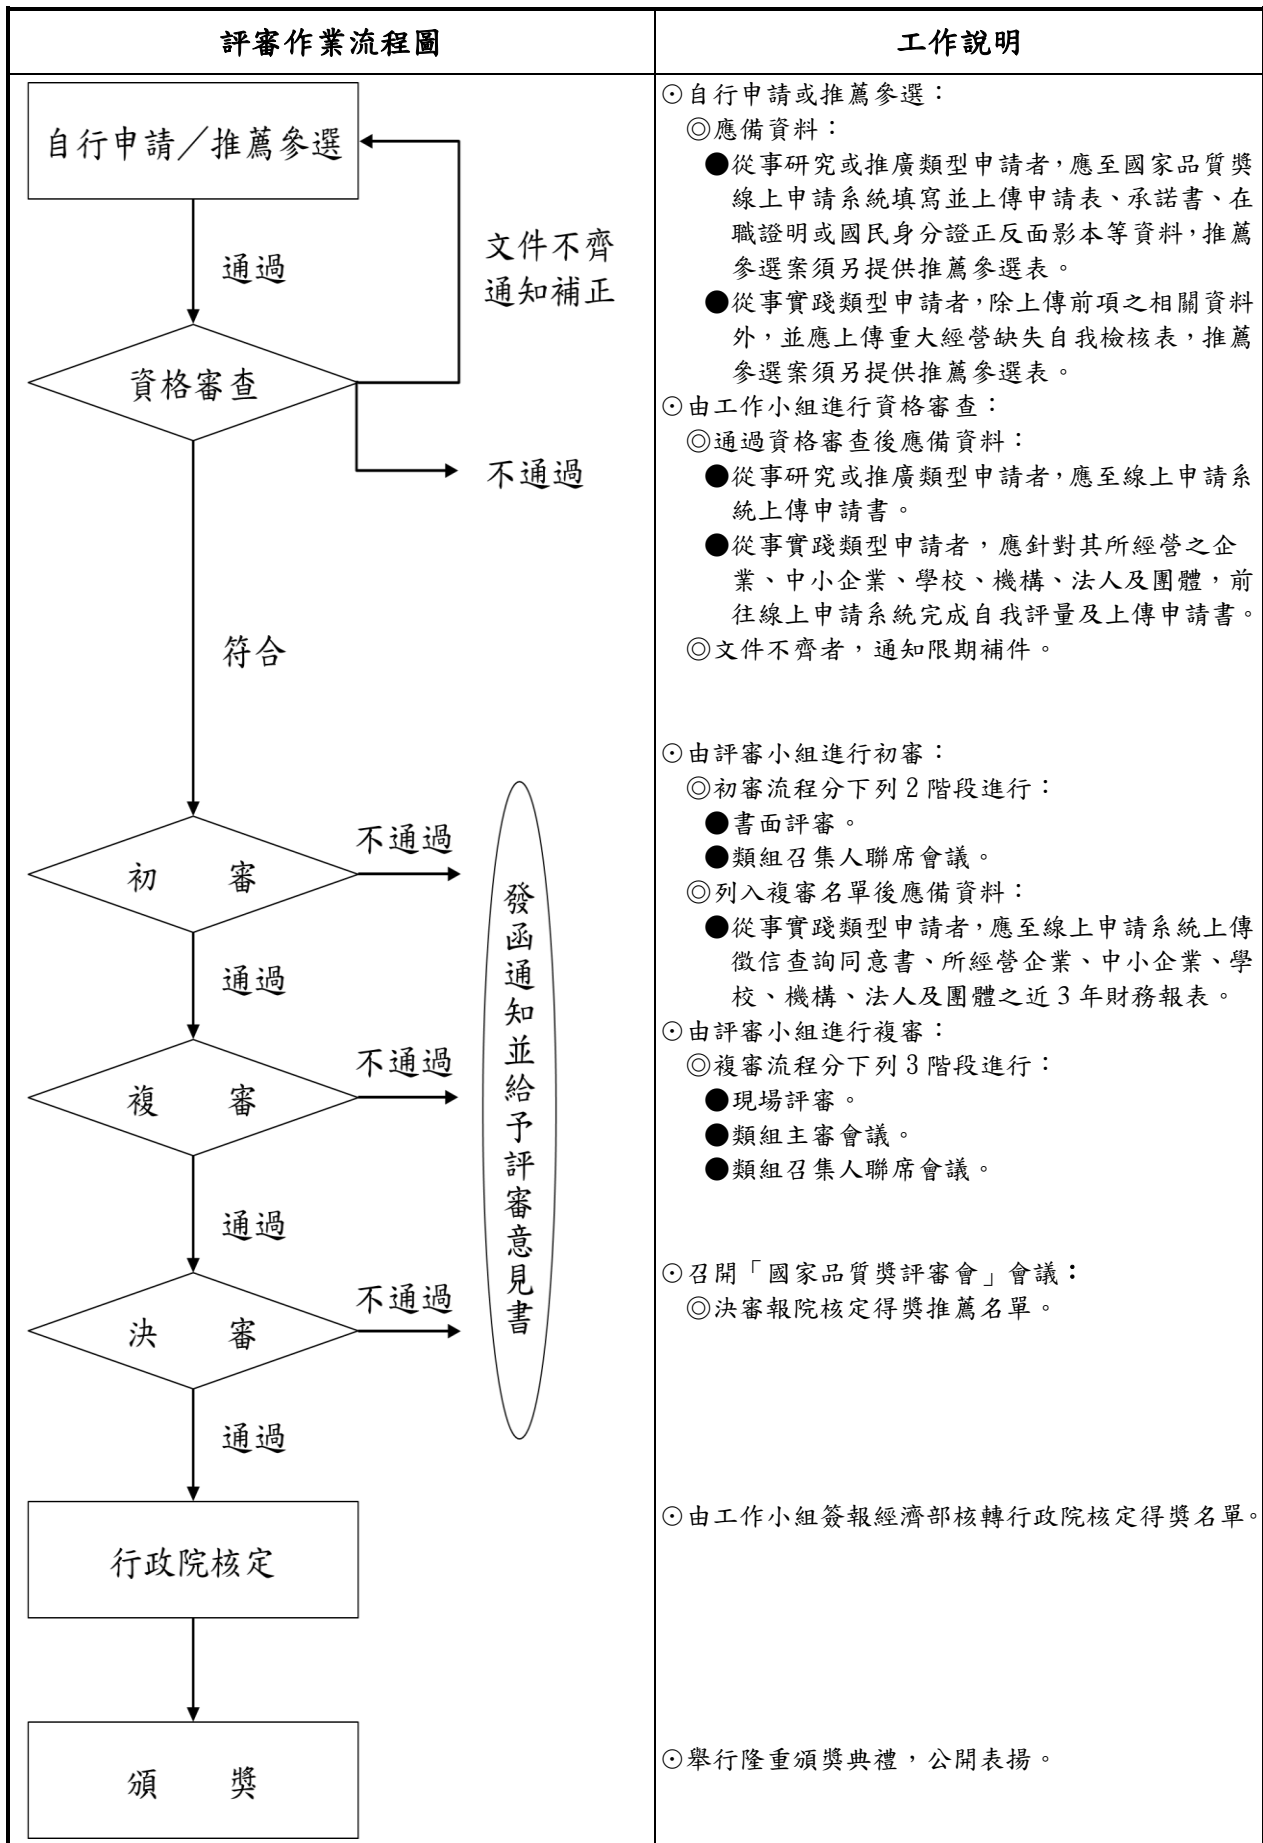 評審作業流程圖
工作說明
自行申請／推薦參選
通過
文件不齊
通知補正
資格審查
不通過
符合
初　　審
不通過
通過
複　　審
不通過
通過
決　　審
不通過
通過
發函通知並給予評審意見書
行政院核定
頒　　獎
⊙自行申請或推薦參選：
◎應備資料：
●從事研究或推廣類型申請者，應至國家品質獎
線上申請系統填寫並上傳申請表、承諾書、在
職證明或國民身分證正反面影本等資料，推薦
參選案須另提供推薦參選表。
●從事實踐類型申請者，除上傳前項之相關資料
外，並應上傳重大經營缺失自我檢核表，推薦
參選案須另提供推薦參選表。
⊙由工作小組進行資格審查：
◎通過資格審查後應備資料：
●從事研究或推廣類型申請者，應至線上申請系
統上傳申請書。
●從事實踐類型申請者，應針對其所經營之企
業、中小企業、學校、機構、法人及團體，前
往線上申請系統完成自我評量及上傳申請書。
◎文件不齊者，通知限期補件。
⊙由評審小組進行初審：
◎初審流程分下列2階段進行：
●書面評審。
●類組召集人聯席會議。
◎列入複審名單後應備資料：
●從事實踐類型申請者，應至線上申請系統上傳
徵信查詢同意書、所經營企業、中小企業、學
校、機構、法人及團體之近3年財務報表。
⊙由評審小組進行複審：
◎複審流程分下列3階段進行：
●現場評審。
●類組主審會議。
●類組召集人聯席會議。
⊙召開「國家品質獎評審會」會議：
◎決審報院核定得獎推薦名單。
⊙由工作小組簽報經濟部核轉行政院核定得獎名單。
⊙舉行隆重頒獎典禮，公開表揚。